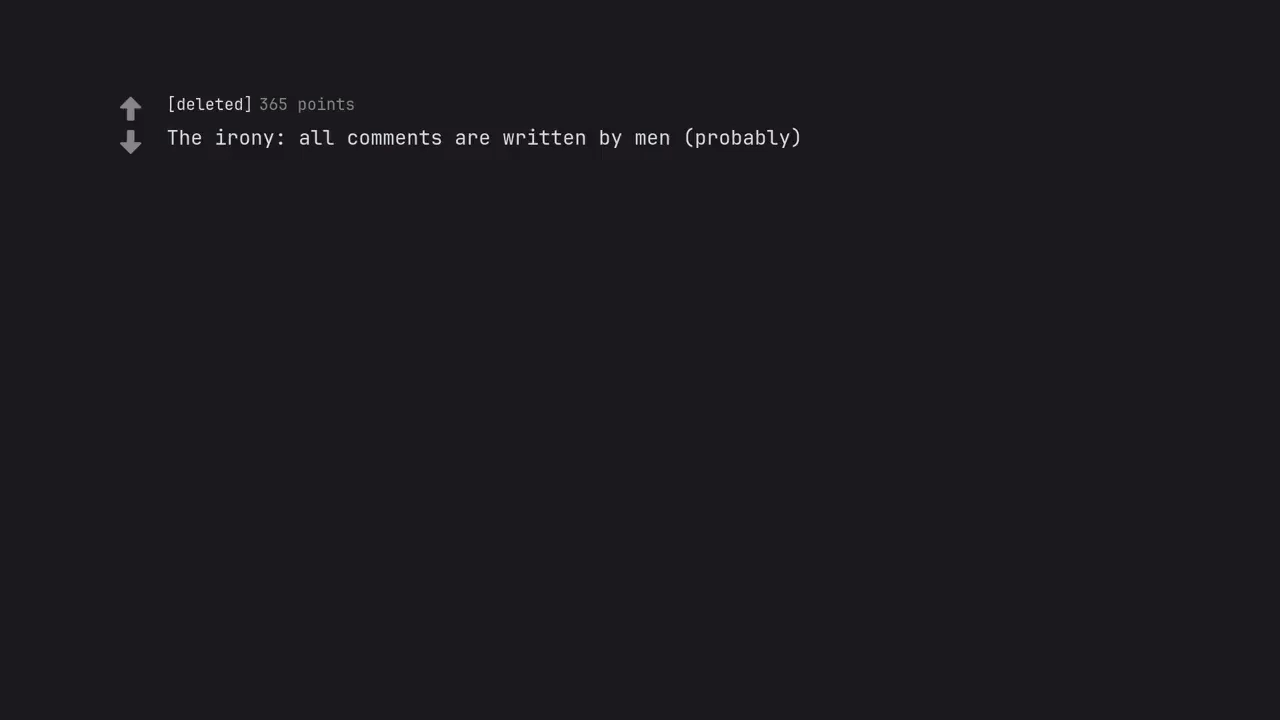 [deleted] 365 points
The irony: all comments are written by men (probably)